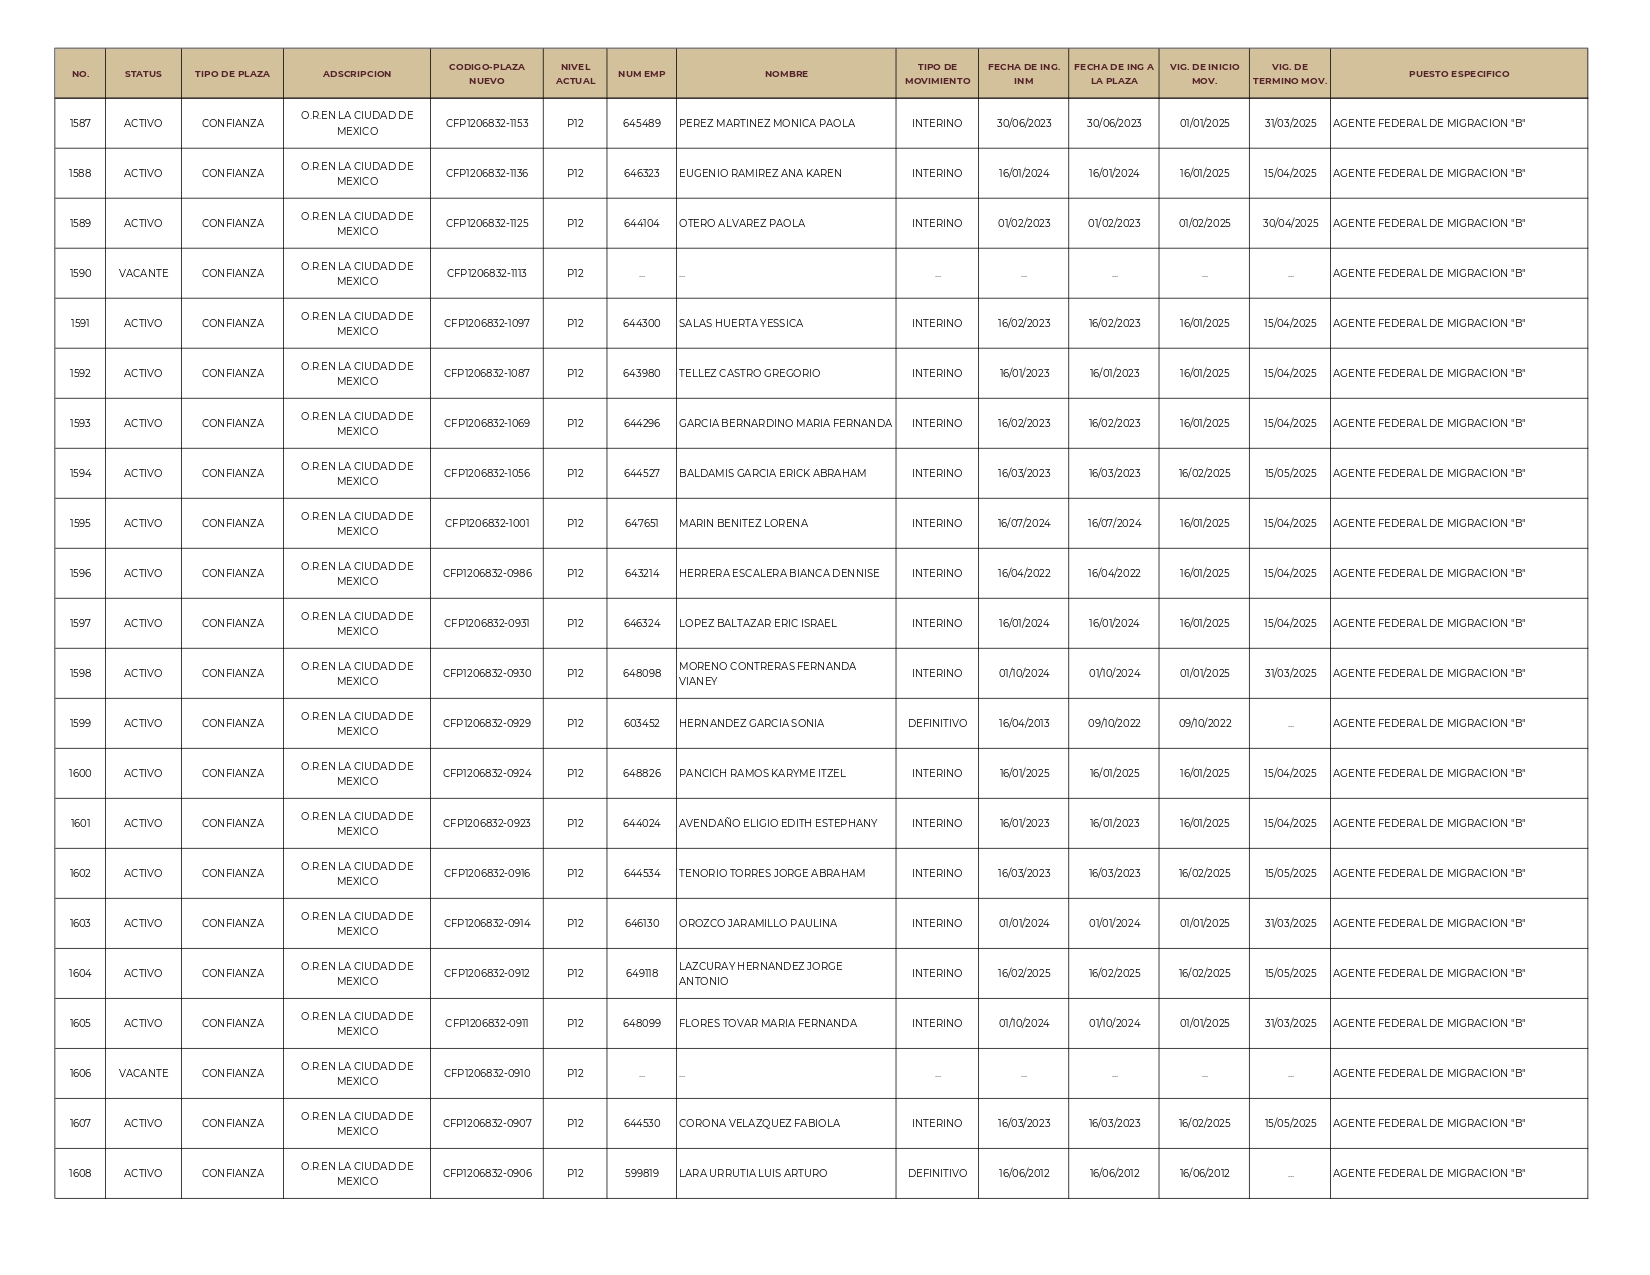 NO. STATUS TIPO DE PLAZA ADSCRIPCION CODIGO-PLAZA NUEVO NIVEL ACTUAL NUM EMP NOMBRE TIPO DE MOVIMIENTO FECHA DE ING. INM FECHA DE ING A LA PLAZA VIG. DE INICIO MOV. VIG. DE TERMINO MOV. PUESTO ESPECIFICO
1587 ACTIVO CONFIANZA O.R.EN LA CIUDAD DE MEXICO CFP1206832-1153 P12 645489 PEREZ MARTINEZ MONICA PAOLA INTERINO 30/06/2023 30/06/2023 01/01/2025 31/03/2025 AGENTE FEDERAL DE MIGRACION "B"
1588 ACTIVO CONFIANZA O.R.EN LA CIUDAD DE MEXICO CFP1206832-1136 P12 646323 EUGENIO RAMIREZ ANA KAREN INTERINO 16/01/2024 16/01/2024 16/01/2025 15/04/2025 AGENTE FEDERAL DE MIGRACION "B"
1589 ACTIVO CONFIANZA O.R.EN LA CIUDAD DE MEXICO CFP1206832-1125 P12 644104 OTERO ALVAREZ PAOLA INTERINO 01/02/2023 01/02/2023 01/02/2025 30/04/2025 AGENTE FEDERAL DE MIGRACION "B"
1590 VACANTE CONFIANZA O.R.EN LA CIUDAD DE MEXICO CFP1206832-1113 P12 ... ... ... ... ... ... ... AGENTE FEDERAL DE MIGRACION "B"
1591 ACTIVO CONFIANZA O.R.EN LA CIUDAD DE MEXICO CFP1206832-1097 P12 644300 SALAS HUERTA YESSICA INTERINO 16/02/2023 16/02/2023 16/01/2025 15/04/2025 AGENTE FEDERAL DE MIGRACION "B"
1592 ACTIVO CONFIANZA O.R.EN LA CIUDAD DE MEXICO CFP1206832-1087 P12 643980 TELLEZ CASTRO GREGORIO INTERINO 16/01/2023 16/01/2023 16/01/2025 15/04/2025 AGENTE FEDERAL DE MIGRACION "B"
1593 ACTIVO CONFIANZA O.R.EN LA CIUDAD DE MEXICO CFP1206832-1069 P12 644296 GARCIA BERNARDINO MARIA FERNANDA INTERINO 16/02/2023 16/02/2023 16/01/2025 15/04/2025 AGENTE FEDERAL DE MIGRACION "B"
1594 ACTIVO CONFIANZA O.R.EN LA CIUDAD DE MEXICO CFP1206832-1056 P12 644527 BALDAMIS GARCIA ERICK ABRAHAM INTERINO 16/03/2023 16/03/2023 16/02/2025 15/05/2025 AGENTE FEDERAL DE MIGRACION "B"
1595 ACTIVO CONFIANZA O.R.EN LA CIUDAD DE MEXICO CFP1206832-1001 P12 647651 MARIN BENITEZ LORENA INTERINO 16/07/2024 16/07/2024 16/01/2025 15/04/2025 AGENTE FEDERAL DE MIGRACION "B"
1596 ACTIVO CONFIANZA O.R.EN LA CIUDAD DE MEXICO CFP1206832-0986 P12 643214 HERRERA ESCALERA BIANCA DENNISE INTERINO 16/04/2022 16/04/2022 16/01/2025 15/04/2025 AGENTE FEDERAL DE MIGRACION "B"
1597 ACTIVO CONFIANZA O.R.EN LA CIUDAD DE MEXICO CFP1206832-0931 P12 646324 LOPEZ BALTAZAR ERIC ISRAEL INTERINO 16/01/2024 16/01/2024 16/01/2025 15/04/2025 AGENTE FEDERAL DE MIGRACION "B"
1598 ACTIVO CONFIANZA O.R.EN LA CIUDAD DE MEXICO CFP1206832-0930 P12 648098 MORENO CONTRERAS FERNANDA VIANEY INTERINO 01/10/2024 01/10/2024 01/01/2025 31/03/2025 AGENTE FEDERAL DE MIGRACION "B"
1599 ACTIVO CONFIANZA O.R.EN LA CIUDAD DE MEXICO CFP1206832-0929 P12 603452 HERNANDEZ GARCIA SONIA DEFINITIVO 16/04/2013 09/10/2022 09/10/2022 ... AGENTE FEDERAL DE MIGRACION "B"
1600 ACTIVO CONFIANZA O.R.EN LA CIUDAD DE MEXICO CFP1206832-0924 P12 648826 PANCICH RAMOS KARYME ITZEL INTERINO 16/01/2025 16/01/2025 16/01/2025 15/04/2025 AGENTE FEDERAL DE MIGRACION "B"
1601 ACTIVO CONFIANZA O.R.EN LA CIUDAD DE MEXICO CFP1206832-0923 P12 644024 AVENDAÑO ELIGIO EDITH ESTEPHANY INTERINO 16/01/2023 16/01/2023 16/01/2025 15/04/2025 AGENTE FEDERAL DE MIGRACION "B"
1602 ACTIVO CONFIANZA O.R.EN LA CIUDAD DE MEXICO CFP1206832-0916 P12 644534 TENORIO TORRES JORGE ABRAHAM INTERINO 16/03/2023 16/03/2023 16/02/2025 15/05/2025 AGENTE FEDERAL DE MIGRACION "B"
1603 ACTIVO CONFIANZA O.R.EN LA CIUDAD DE MEXICO CFP1206832-0914 P12 646130 OROZCO JARAMILLO PAULINA INTERINO 01/01/2024 01/01/2024 01/01/2025 31/03/2025 AGENTE FEDERAL DE MIGRACION "B"
1604 ACTIVO CONFIANZA O.R.EN LA CIUDAD DE MEXICO CFP1206832-0912 P12 649118 LAZCURAY HERNANDEZ JORGE ANTONIO INTERINO 16/02/2025 16/02/2025 16/02/2025 15/05/2025 AGENTE FEDERAL DE MIGRACION "B"
1605 ACTIVO CONFIANZA O.R.EN LA CIUDAD DE MEXICO CFP1206832-0911 P12 648099 FLORES TOVAR MARIA FERNANDA INTERINO 01/10/2024 01/10/2024 01/01/2025 31/03/2025 AGENTE FEDERAL DE MIGRACION "B"
1606 VACANTE CONFIANZA O.R.EN LA CIUDAD DE MEXICO CFP1206832-0910 P12 ... ... ... ... ... ... ... AGENTE FEDERAL DE MIGRACION "B"
1607 ACTIVO CONFIANZA O.R.EN LA CIUDAD DE MEXICO CFP1206832-0907 P12 644530 CORONA VELAZQUEZ FABIOLA INTERINO 16/03/2023 16/03/2023 16/02/2025 15/05/2025 AGENTE FEDERAL DE MIGRACION "B"
1608 ACTIVO CONFIANZA O.R.EN LA CIUDAD DE MEXICO CFP1206832-0906 P12 599819 LARA URRUTIA LUIS ARTURO DEFINITIVO 16/06/2012 16/06/2012 16/06/2012 ... AGENTE FEDERAL DE MIGRACION "B"